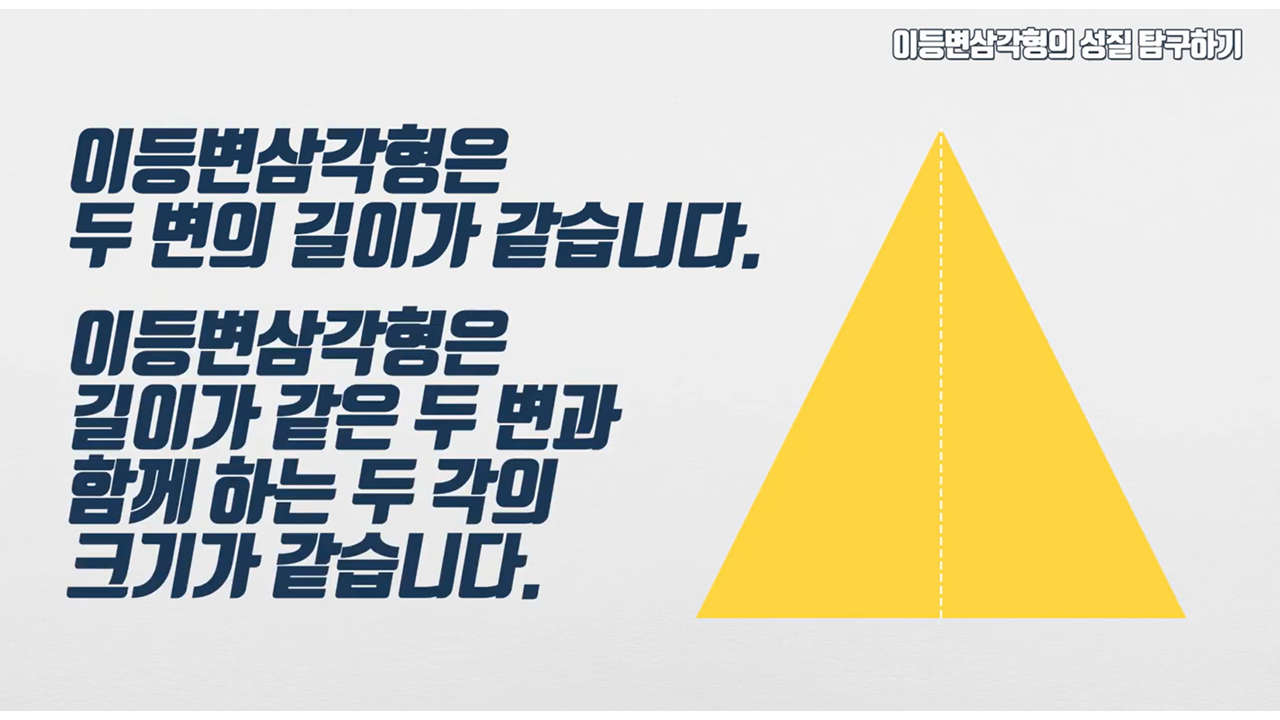 이등변삼각형의 성질 탐구하기
이등변삼각형은
두 변의 길이가 같습니다.
이등변삼각형은
길이가 같은 두 변과
함께 하는 두 각의
크기가 같습니다.